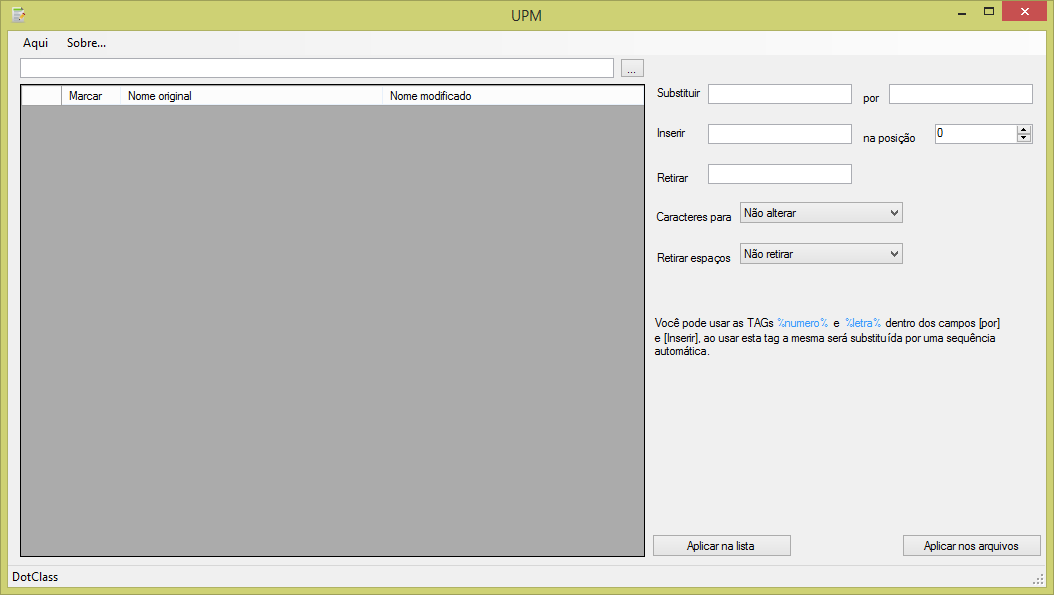 UPM
Aqui Sobre...
...
Marcar Nome original Nome modificado
Substituir por
Inserir na posição 0
Retirar
Caracteres para Não alterar
Retirar espaços Não retirar
Você pode usar as TAGs %numero% e %letra% dentro dos campos [por]
e [Inserir], ao usar esta tag a mesma será substituída por uma sequência
automática.
Aplicar na lista Aplicar nos arquivos
DotClass